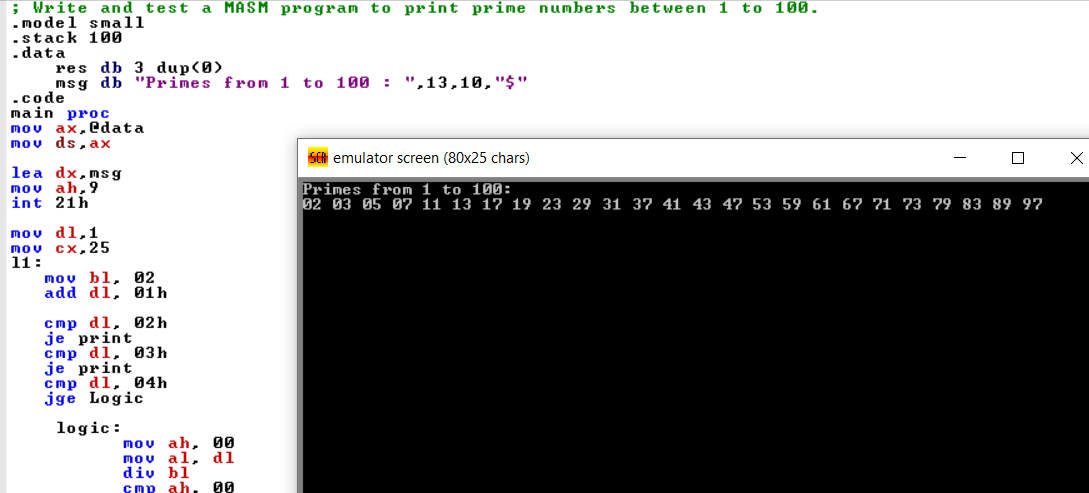 ; Write and test a MASM program to print prime numbers between 1 to 100.
.model small
.stack 100
.data
res db 3 dup(0)
msg db "Primes from 1 to 100 : ",13,10,"$"
.code
main proc
mov ax,@data
mov ds,ax
lea dx,msg
mov ah,9
int 21h
mov dl,1
mov cx,25
l1:
mov bl, 02
add dl, 01h
cmp dl, 02h
je print
cmp dl, 03h
je print
cmp dl, 04h
jge Logic
logic:
mov ah, 00
mov al, dl
div bl
cmp ah, 00
SCR emulator screen (80x25 chars)
Primes from 1 to 100:
02 03 05 07 11 13 17 19 23 29 31 37 41 43 47 53 59 61 67 71 73 79 83 89 97